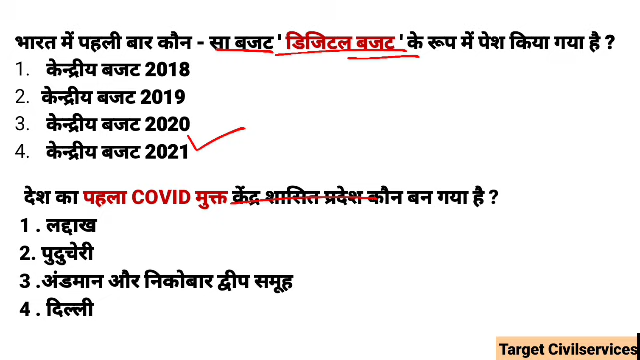 भारत में पहली बार कौन - सा बजट ' डिजिटल बजट ' के रूप में पेश किया गया है ?
1. केन्द्रीय बजट 2018
2. केन्द्रीय बजट 2019
3. केन्द्रीय बजट 2020
4. केन्द्रीय बजट 2021
देश का पहला COVID मुक्त केंद्र शासित प्रदेश कौन बन गया है ?
1 . लद्दाख
2. पुदुचेरी
3 .अंडमान और निकोबार द्वीप समूह
4 . दिल्ली
Target Civilservices